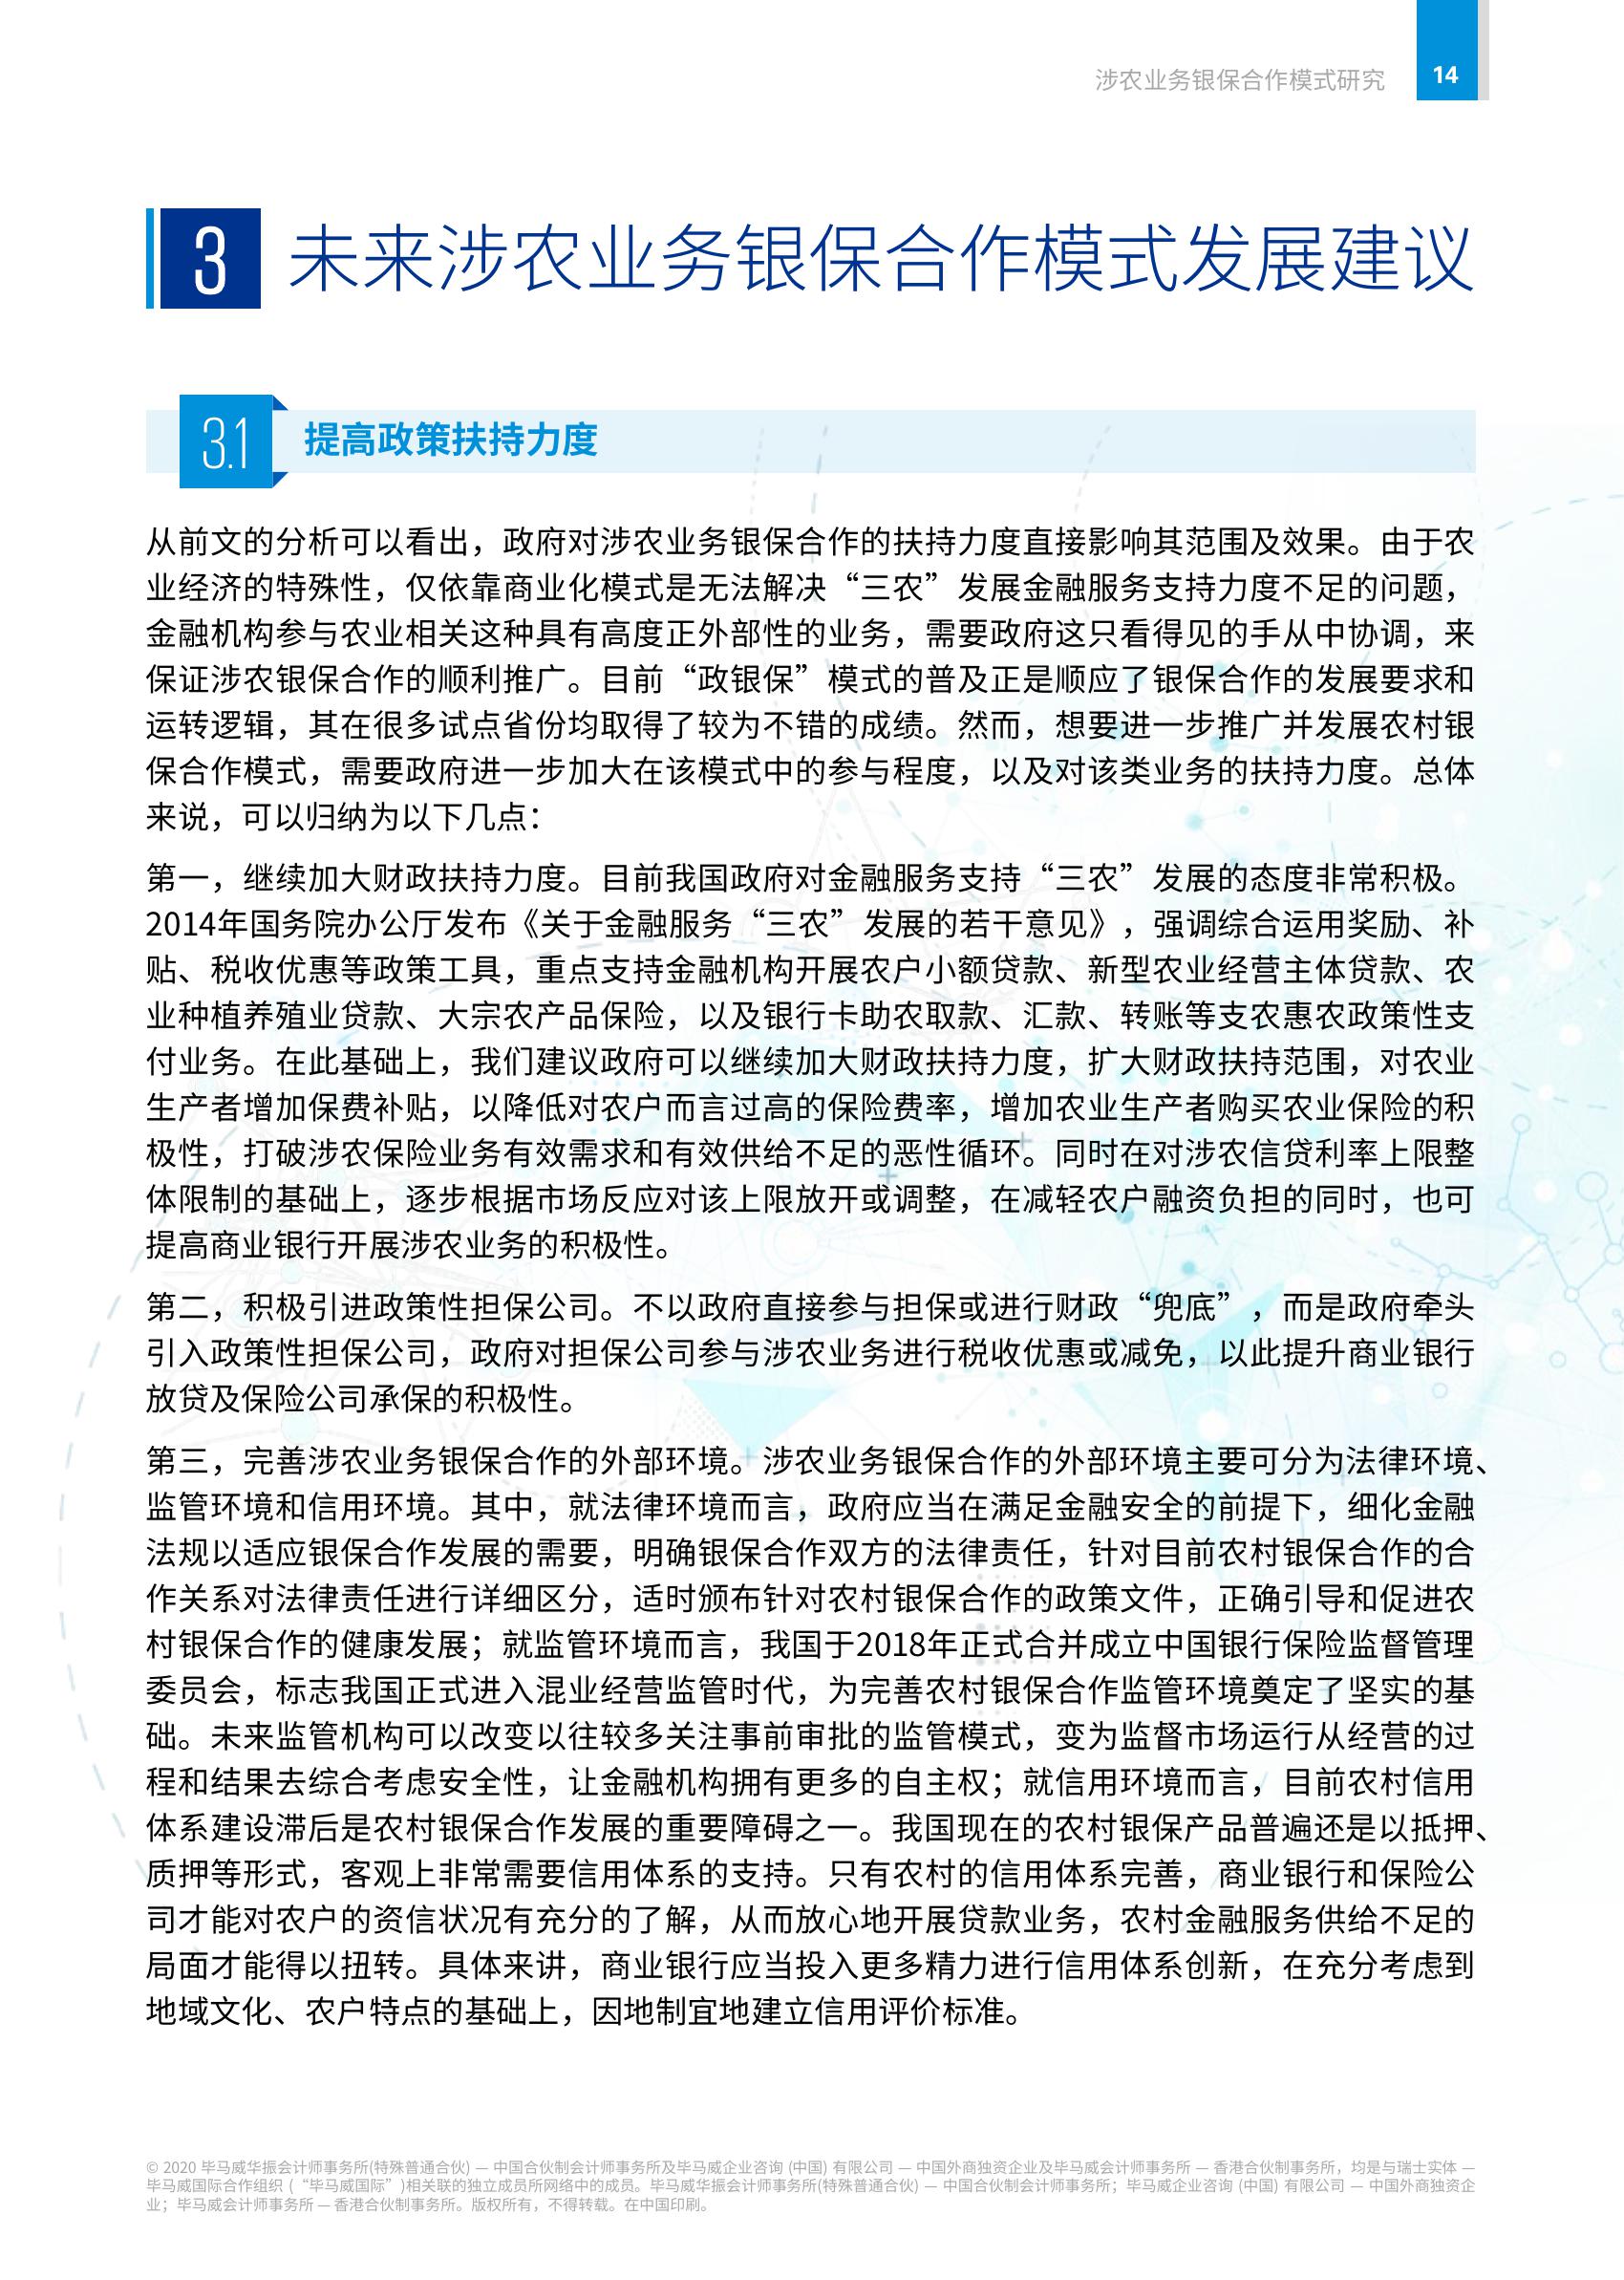 涉农业务银保合作模式研究 14
3 未来涉农业务银保合作模式发展建议
3.1 提高政策扶持力度
从前文的分析可以看出，政府对涉农业务银保合作的扶持力度直接影响其范围及效果。由于农
业经济的特殊性，仅依靠商业化模式是无法解决“三农”发展金融服务支持力度不足的问题，
金融机构参与农业相关这种具有高度正外部性的业务，需要政府这只看得见的手从中协调，来
保证涉农银保合作的顺利推广。目前“政银保”模式的普及正是顺应了银保合作的发展要求和
运转逻辑，其在很多试点省份均取得了较为不错的成绩。然而，想要进一步推广并发展农村银
保合作模式，需要政府进一步加大在该模式中的参与程度，以及对该类业务的扶持力度。总体
来说，可以归纳为以下几点：
第一，继续加大财政扶持力度。目前我国政府对金融服务支持“三农”发展的态度非常积极。
2014年国务院办公厅发布《关于金融服务“三农”发展的若干意见》，强调综合运用奖励、补
贴、税收优惠等政策工具，重点支持金融机构开展农户小额贷款、新型农业经营主体贷款、农
业种植养殖业贷款、大宗农产品保险，以及银行卡助农取款、汇款、转账等支农惠农政策性支
付业务。在此基础上，我们建议政府可以继续加大财政扶持力度，扩大财政扶持范围，对农业
生产者增加保费补贴，以降低对农户而言过高的保险费率，增加农业生产者购买农业保险的积
极性，打破涉农保险业务有效需求和有效供给不足的恶性循环。同时在对涉农信贷利率上限整
体限制的基础上，逐步根据市场反应对该上限放开或调整，在减轻农户融资负担的同时，也可
提高商业银行开展涉农业务的积极性。
第二，积极引进政策性担保公司。不以政府直接参与担保或进行财政“兜底”，而是政府牵头
引入政策性担保公司，政府对担保公司参与涉农业务进行税收优惠或减免，以此提升商业银行
放贷及保险公司承保的积极性。
第三，完善涉农业务银保合作的外部环境。涉农业务银保合作的外部环境主要可分为法律环境、
监管环境和信用环境。其中，就法律环境而言，政府应当在满足金融安全的前提下，细化金融
法规以适应银保合作发展的需要，明确银保合作双方的法律责任，针对目前农村银保合作的合
作关系对法律责任进行详细区分，适时颁布针对农村银保合作的政策文件，正确引导和促进农
村银保合作的健康发展；就监管环境而言，我国于2018年正式合并成立中国银行保险监督管理
委员会，标志我国正式进入混业经营监管时代，为完善农村银保合作监管环境奠定了坚实的基
础。未来监管机构可以改变以往较多关注事前审批的监管模式，变为监督市场运行从经营的过
程和结果去综合考虑安全性，让金融机构拥有更多的自主权；就信用环境而言，目前农村信用
体系建设滞后是农村银保合作发展的重要障碍之一。我国现在的农村银保产品普遍还是以抵押、
质押等形式，客观上非常需要信用体系的支持。只有农村的信用体系完善，商业银行和保险公
司才能对农户的资信状况有充分的了解，从而放心地开展贷款业务，农村金融服务供给不足的
局面才能得以扭转。具体来讲，商业银行应当投入更多精力进行信用体系创新，在充分考虑到
地域文化、农户特点的基础上，因地制宜地建立信用评价标准。
© 2020 毕马威华振会计师事务所(特殊普通合伙) — 中国合伙制会计师事务所及毕马威企业咨询 (中国) 有限公司 — 中国外商独资企业及毕马威会计师事务所 — 香港合伙制事务所，均是与瑞士实体 —
毕马威国际合作组织 (“毕马威国际”)相关联的独立成员所网络中的成员。毕马威华振会计师事务所(特殊普通合伙) — 中国合伙制会计师事务所；毕马威企业咨询 (中国) 有限公司 — 中国外商独资企
业；毕马威会计师事务所 — 香港合伙制事务所。版权所有，不得转载。在中国印刷。